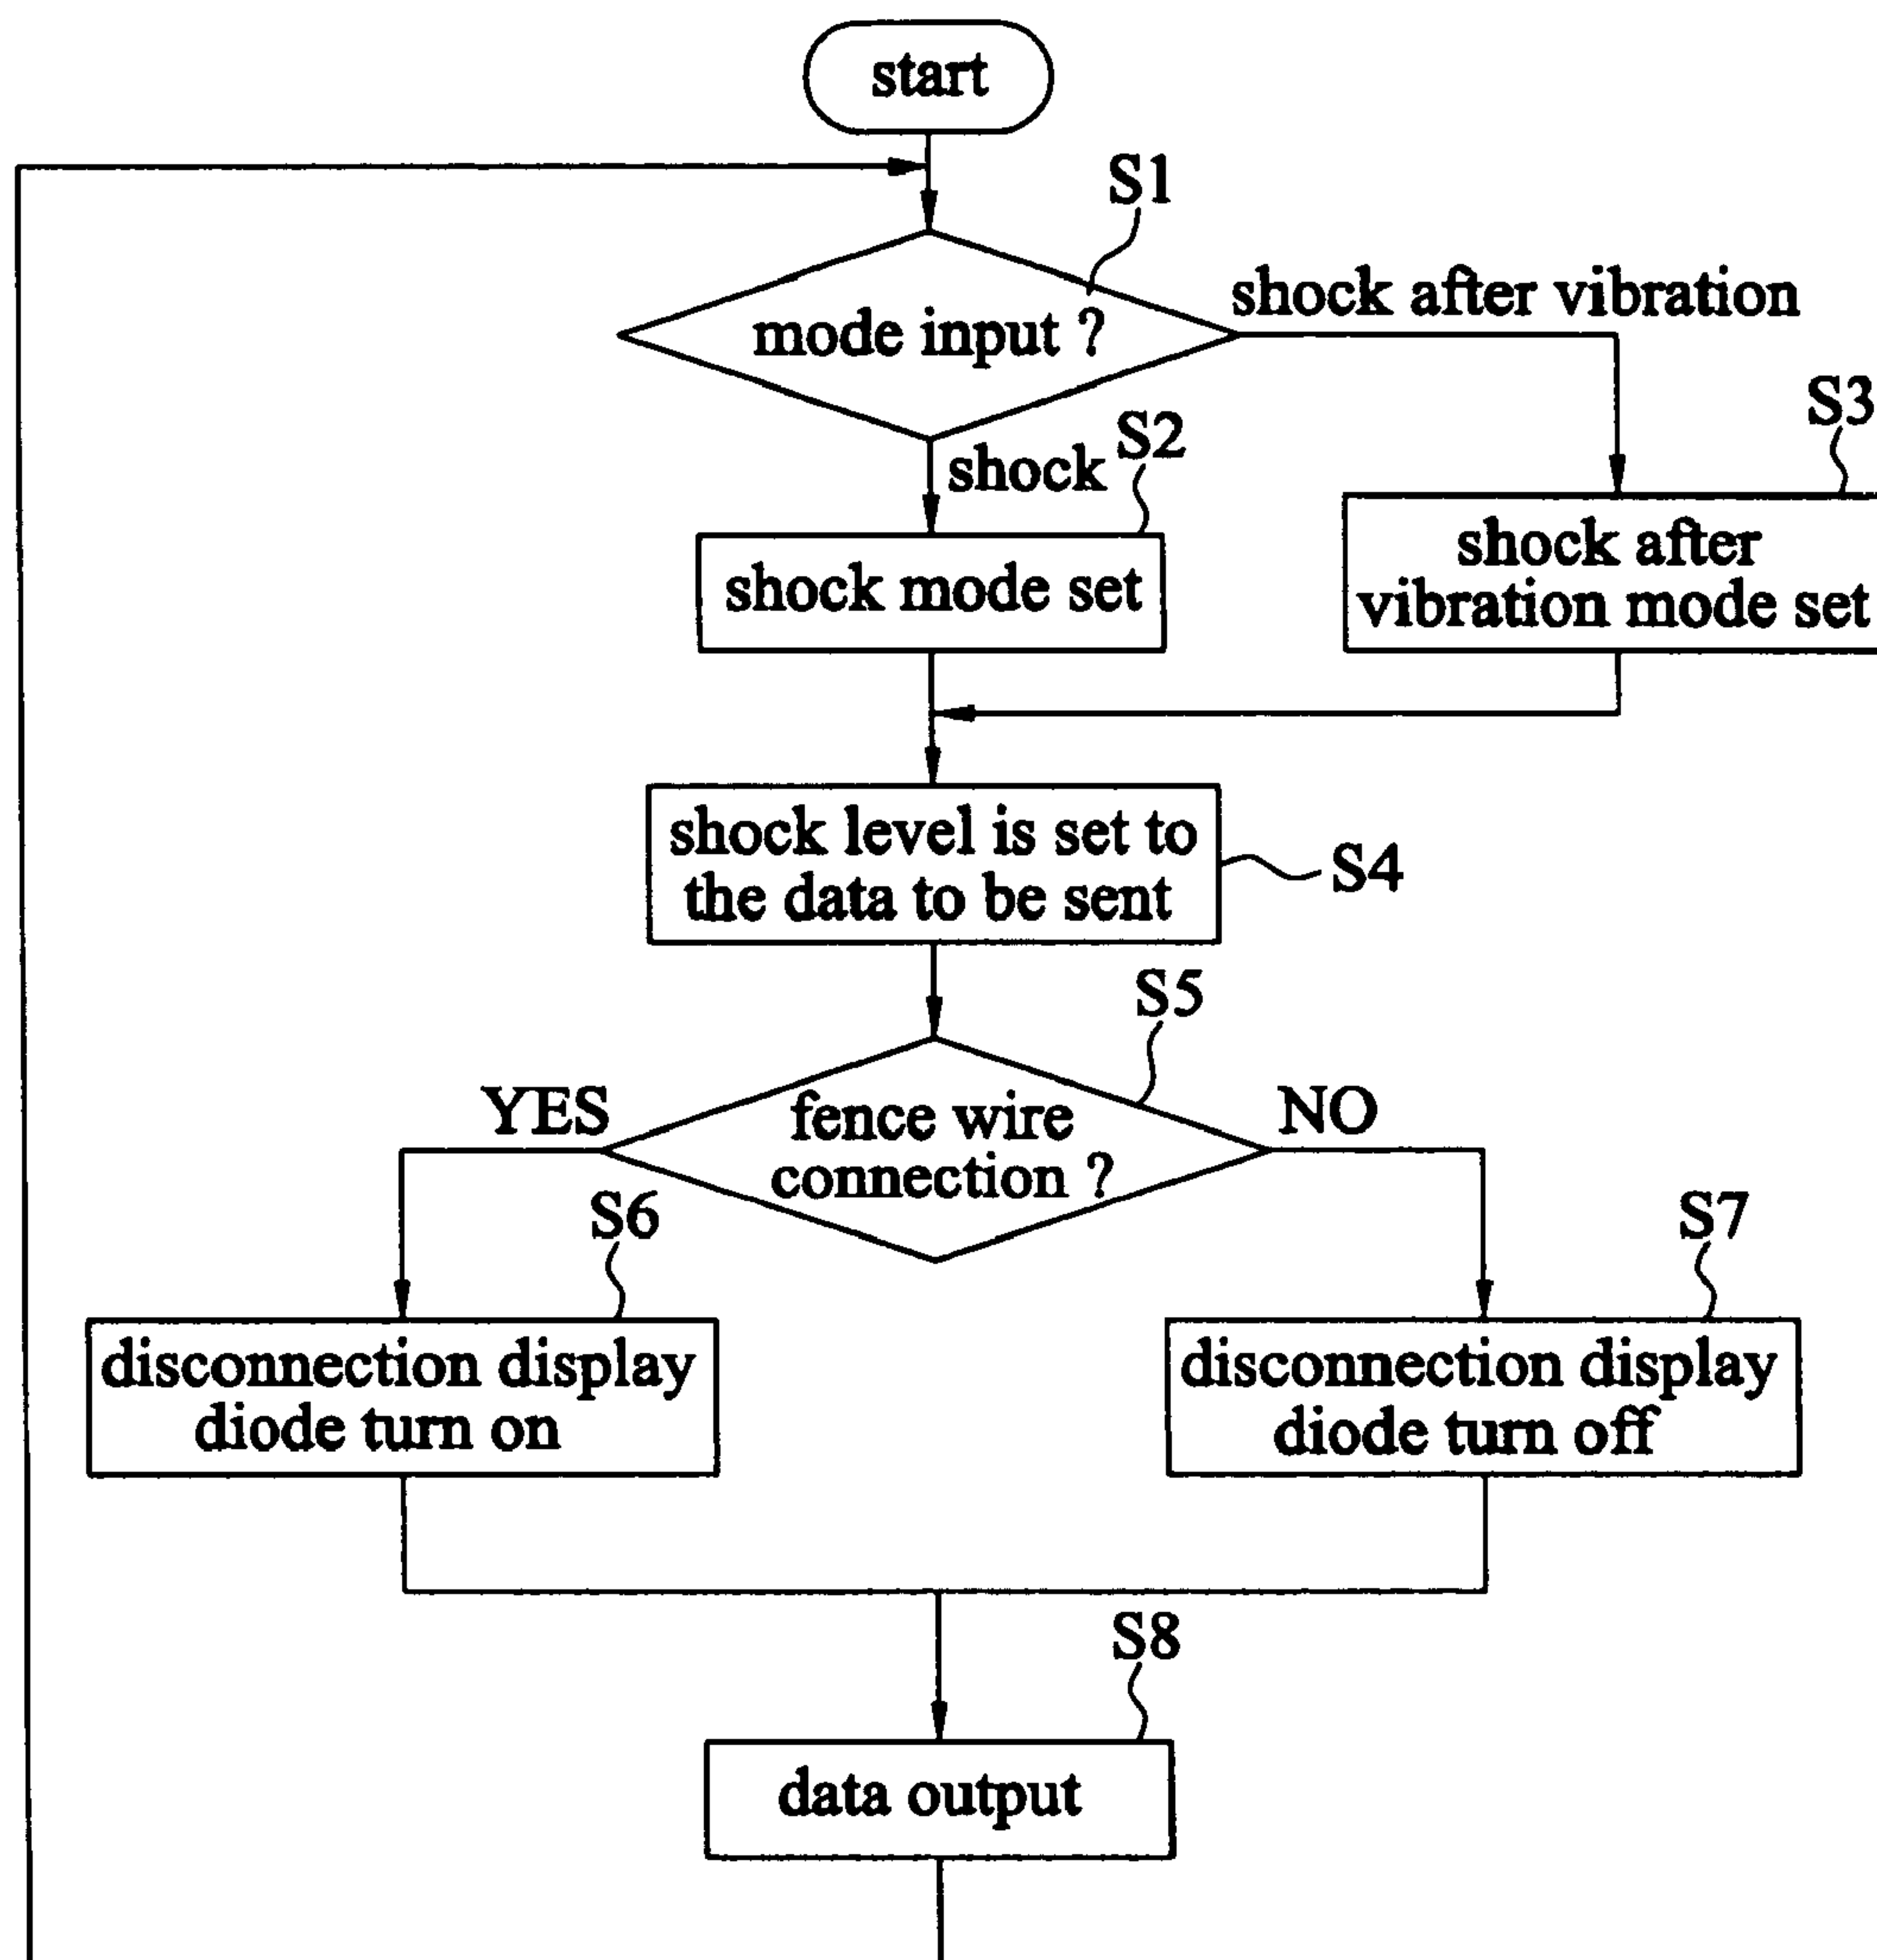 start
S1
mode input ?
shock after vibration
shock
S2
S3
shock mode set
shock after
vibration mode set
shock level is set to
the data to be sent
S4
S5
fence wire
connection ?
YES
NO
S6
S7
disconnection display
diode turn on
disconnection display
diode turn off
S8
data output